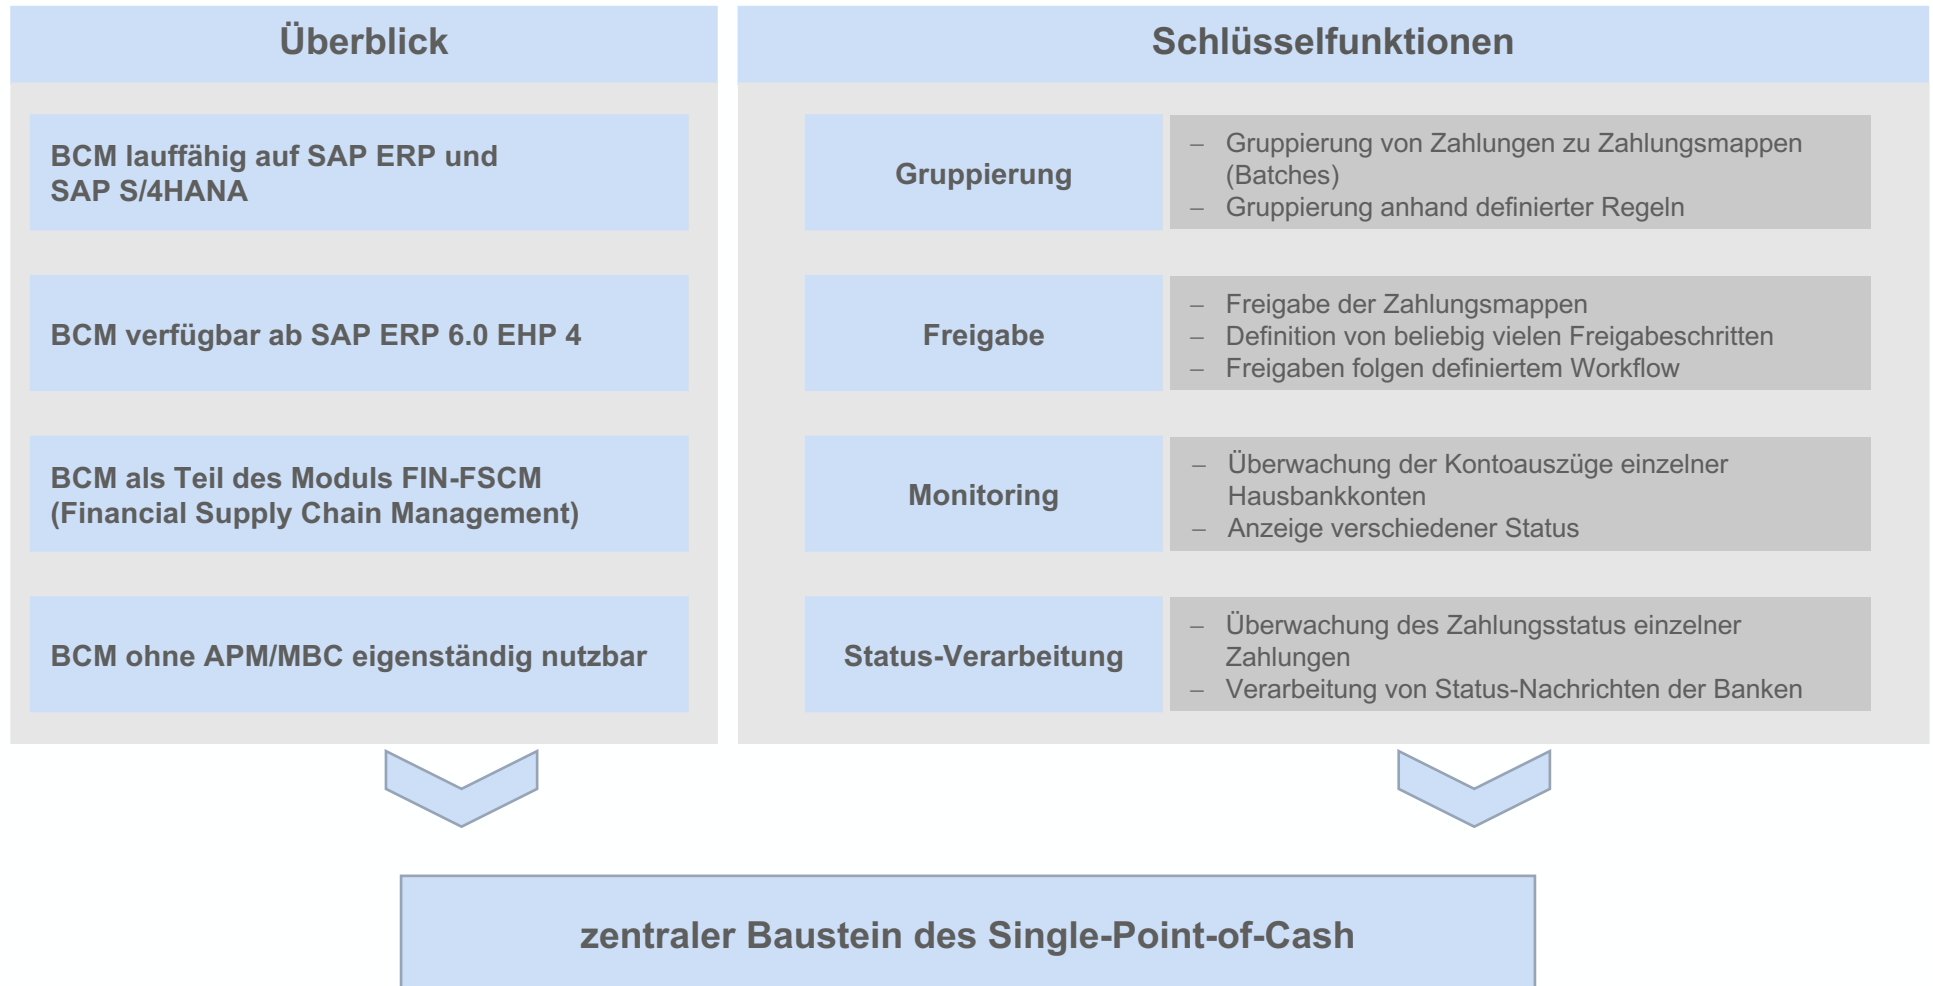 Überblick
BCM lauffähig auf SAP ERP und
SAP S/4HANA
BCM verfügbar ab SAP ERP 6.0 EHP 4
BCM als Teil des Moduls FIN-FSCM
(Financial Supply Chain Management)
BCM ohne APM/MBC eigenständig nutzbar
Schlüsselfunktionen
Gruppierung
– Gruppierung von Zahlungen zu Zahlungsmappen
(Batches)
– Gruppierung anhand definierter Regeln
Freigabe
– Freigabe der Zahlungsmappen
– Definition von beliebig vielen Freigabeschritten
– Freigaben folgen definiertem Workflow
Monitoring
– Überwachung der Kontoauszüge einzelner
Hausbankkonten
– Anzeige verschiedener Status
Status-Verarbeitung
– Überwachung des Zahlungsstatus einzelner
Zahlungen
– Verarbeitung von Status-Nachrichten der Banken
zentraler Baustein des Single-Point-of-Cash